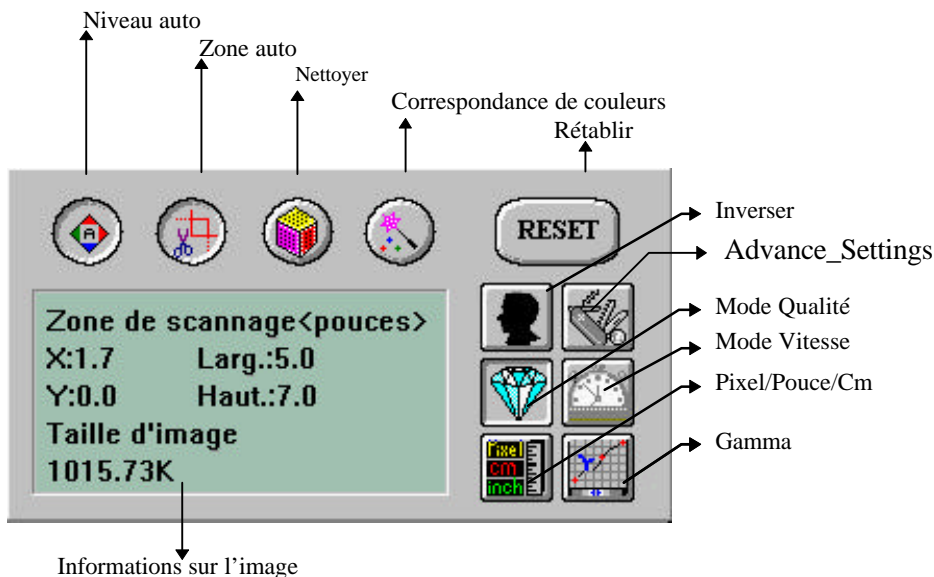 Niveau auto
Zone auto
Nettoyer
Correspondance de couleurs
Rétablir
A
RESET
Inverser
Advance_Settings
Zone de scannage<pouces>
X:1.7 Larg.:5.0
Y:0.0 Haut.:7.0
Taille d'image
1015.73K
Mode Qualité
Mode Vitesse
Pixel/Pouce/Cm
Pixel
cm
inch
Y
Gamma
Informations sur l’image